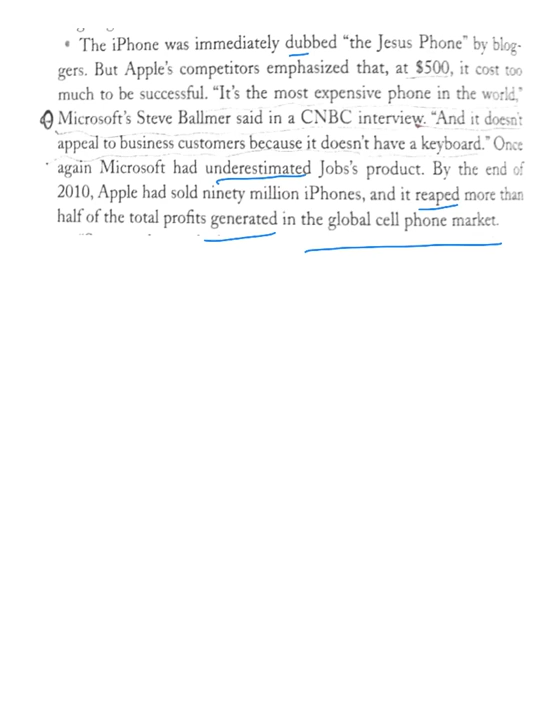 The iPhone was immediately dubbed “the Jesus Phone” by blog-
gers. But Apple’s competitors emphasized that, at $500, it cost too
much to be successful. “It’s the most expensive phone in the world,”
Microsoft’s Steve Ballmer said in a CNBC interview. “And it doesn’t
appeal to business customers because it doesn’t have a keyboard.” Once
again Microsoft had underestimated Jobs’s product. By the end of
2010, Apple had sold ninety million iPhones, and it reaped more than
half of the total profits generated in the global cell phone market.